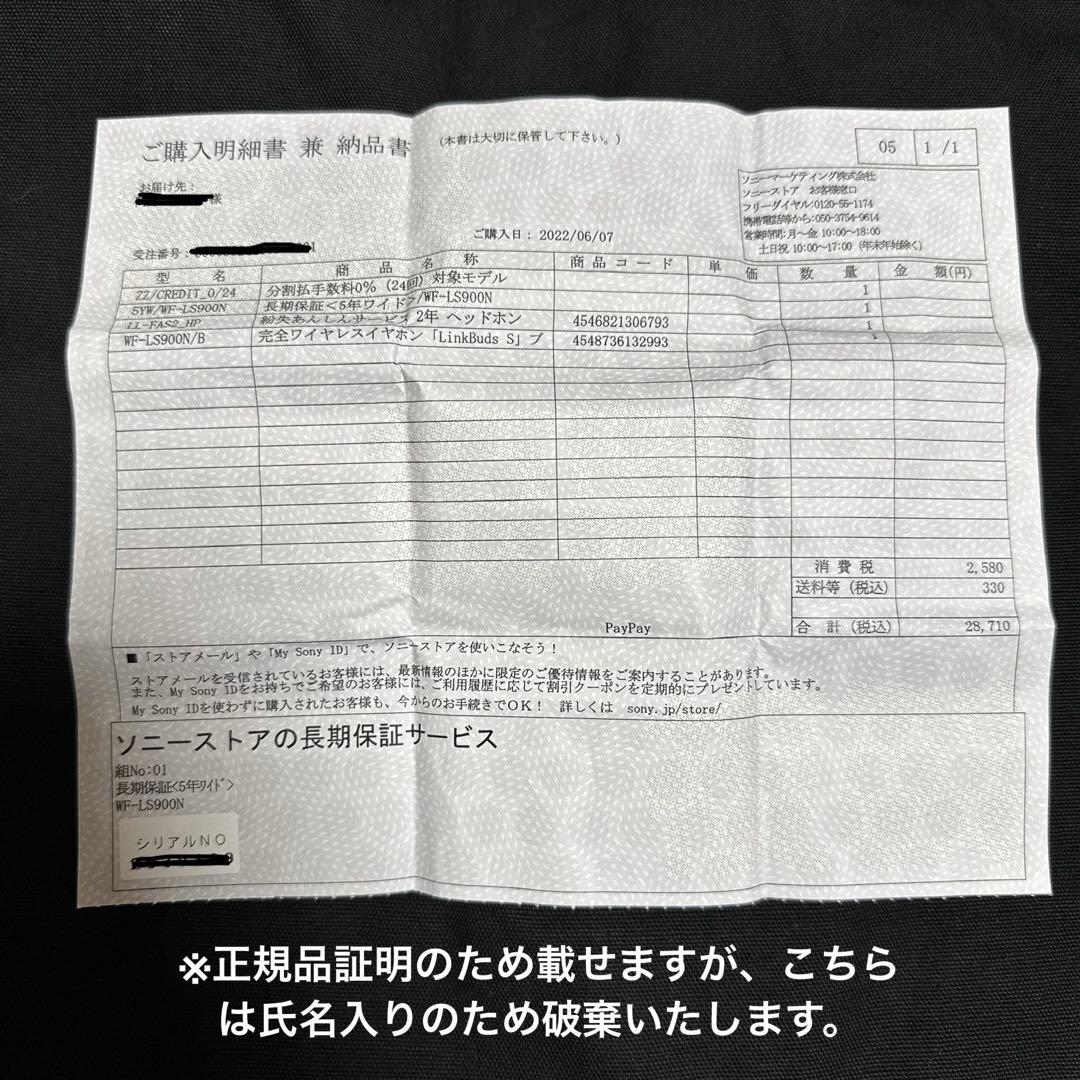 ご購入明細書 兼 納品書 (本書は大切に保管して下さい。)
05 1 /1
お届け先:
様
ソニーマーケティング株式会社
ソニーストア お客様窓口
フリーダイヤル:0120-55-1174
携帯電話等から:050-3754-9614
営業時間:月~金 10:00~18:00
土日祝 10:00~17:00 (年末年始除く)
ご購入日: 2022/06/07
受注番号:
型 名 商 品 名 称 商 品 コ ー ド 単 価 数 量 金 額(円)
ZZ/CREDIT_0/24 分割払手数料0% (24回) 対象モデル 1
5YW/WF-LS900N 長期保証<5年ワイド>/WF-LS900N 1
LL-FAS2_HP 紛失あんしんサービス 2年 ヘッドホン 4546821306793 1
WF-LS900N/B 完全ワイヤレスイヤホン「LinkBuds S」ブ 4548736132993 1
消 費 税 2,580
送料等 (税込) 330
PayPay
合 計 (税込) 28,710
■「ストアメール」や「My Sony ID」で、ソニーストアを使いこなそう!
ストアメールを受信されているお客様には、最新情報のほかに限定のご優待情報をご案内することがあります。
また、My Sony IDをお持ちでご希望のお客様には、ご利用履歴に応じて割引クーポンを定期的にプレゼントしています。
My Sony IDを使わずに購入されたお客様も、今からのお手続きでOK! 詳しくは sony.jp/store/
ソニーストアの長期保証サービス
組No:01
長期保証<5年ﾜｲﾄﾞ>
WF-LS900N
シリアルNO
※正規品証明のため載せますが、こちら
は氏名入りのため破棄いたします。